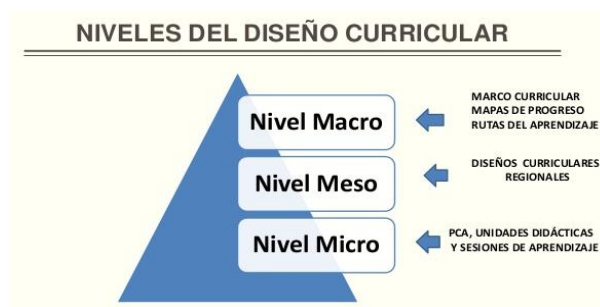 NIVELES DEL DISEÑO CURRICULAR
Nivel Macro
MARCO CURRICULAR
MAPAS DE PROGRESO
RUTAS DEL APRENDIZAJE
Nivel Meso
DISEÑOS CURRICULARES
REGIONALES
Nivel Micro
PCA, UNIDADES DIDÁCTICAS
Y SESIONES DE APRENDIZAJE